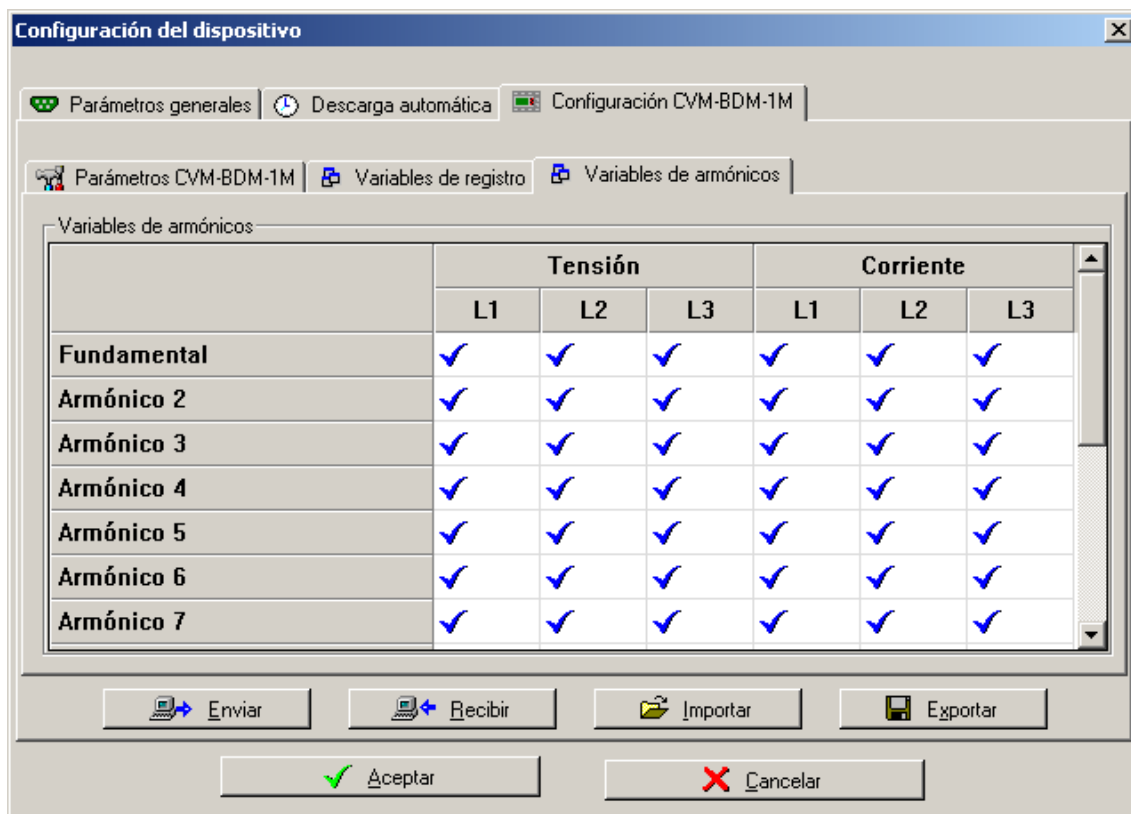 Configuración del dispositivo
Parámetros generales Descarga automática Configuración CVM-BDM-1M
Parámetros CVM-BDM-1M Variables de registro Variables de armónicos
Variables de armónicos
Tensión Corriente
L1 L2 L3 L1 L2 L3
Fundamental
Armónico 2
Armónico 3
Armónico 4
Armónico 5
Armónico 6
Armónico 7
Enviar Recibir Importar Exportar
Aceptar Cancelar